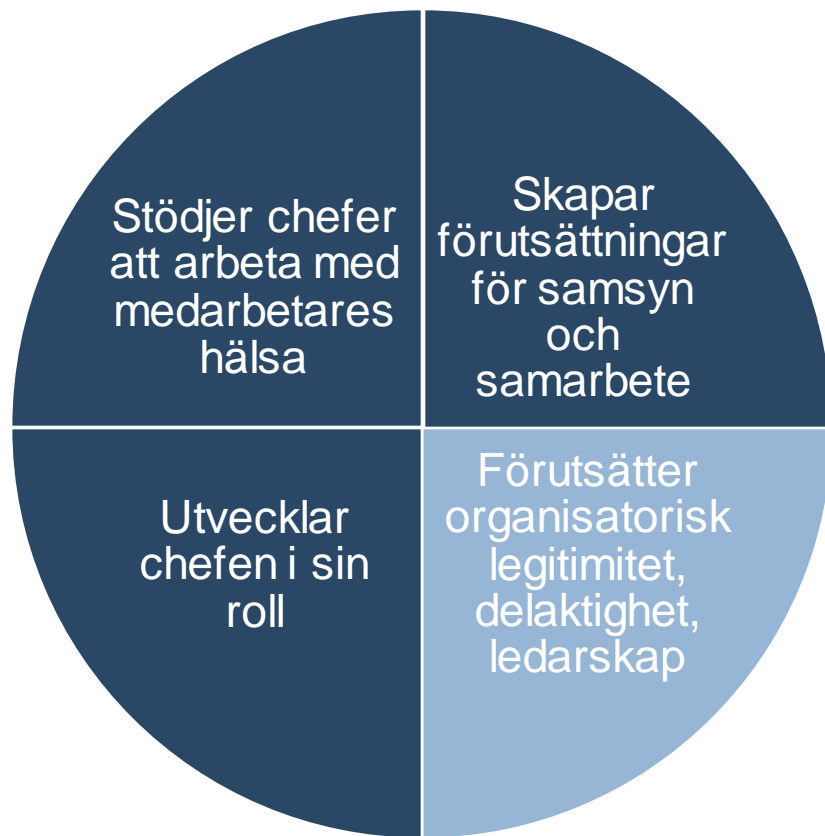 Stödjer chefer
att arbeta med
medarbetares
hälsa
Skapar
förutsättningar
för samsyn
och
samarbete
Utvecklar
chefen i sin
roll
Förutsätter
organisatorisk
legitimitet,
delaktighet,
ledarskap